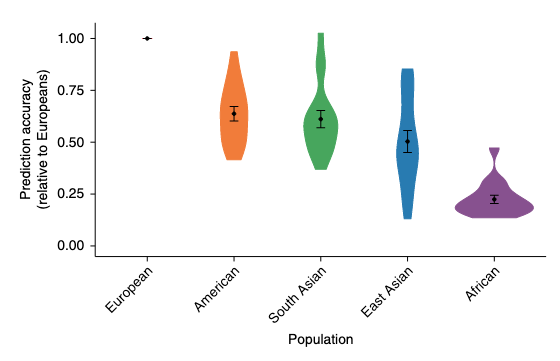 Prediction accuracy
(relative to Europeans)
1.00
0.75
0.50
0.25
0.00
European
American
South Asian
East Asian
African
Population